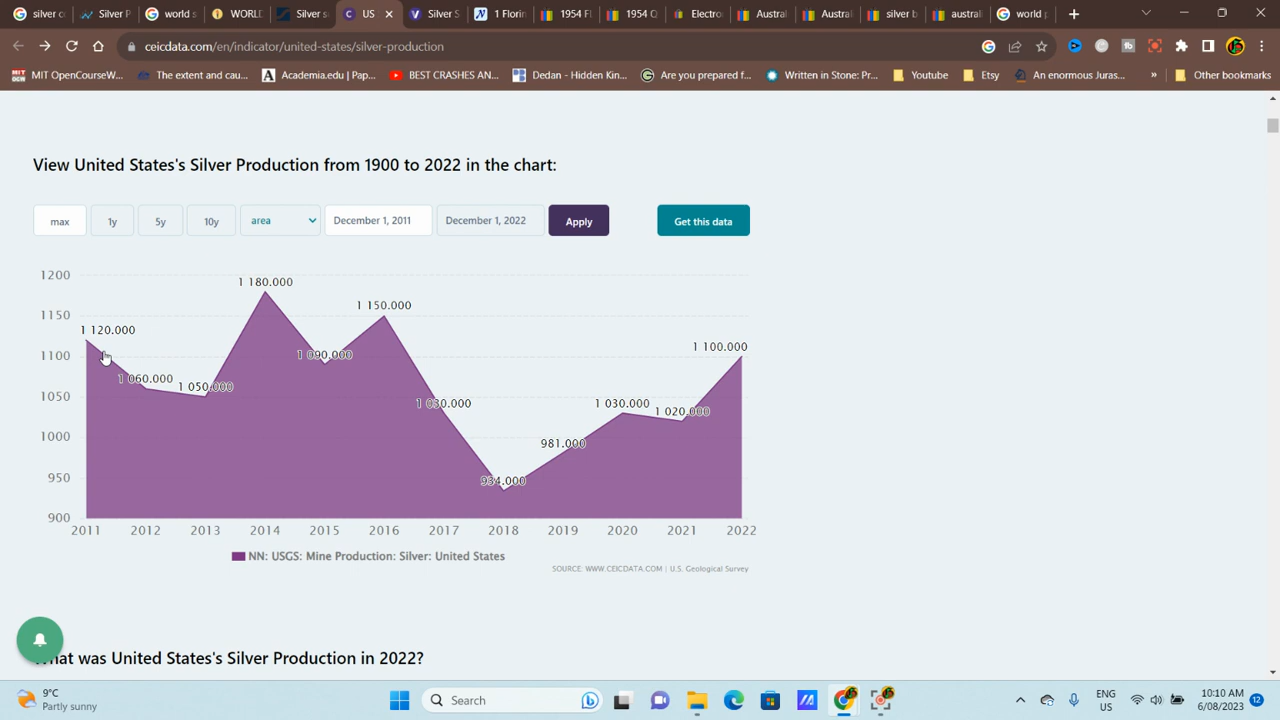 silver co
Silver P
world s
WORLD
Silver s
US
Silver S
1 Florin
1954 Fl
1954 Q
Electri
Austral
Austral
silver b
austral
world p
ceicdata.com/en/indicator/united-states/silver-production
MIT OpenCourseW...
The extent and cau...
Academia.edu | Pap...
BEST CRASHES AN...
Dedan - Hidden Kin...
Are you prepared f...
Written in Stone: Pr...
Youtube
Etsy
An enormous Juras...
»
Other bookmarks
View United States's Silver Production from 1900 to 2022 in the chart:
max
1y
5y
10y
area
December 1, 2011
December 1, 2022
Apply
Get this data
1200
1150
1100
1050
1000
950
900
1 120.000
1 060.000
1 050.000
1 180.000
1 090.000
1 150.000
1 030.000
934.000
981.000
1 030.000
1 020.000
1 100.000
2011 2012 2013 2014 2015 2016 2017 2018 2019 2020 2021 2022
NN: USGS: Mine Production: Silver: United States
SOURCE: WWW.CEICDATA.COM | U.S. Geological Survey
What was United States's Silver Production in 2022?
9°C
Partly sunny
Search
ENG
US
10:10 AM
6/08/2023
12